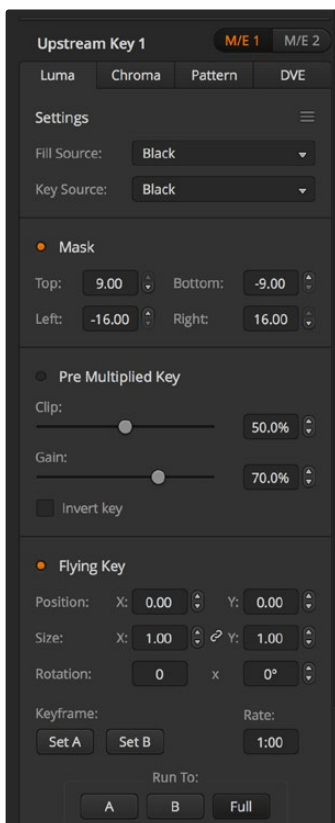 Upstream Key 1 M/E 1 M/E 2
Luma Chroma Pattern DVE
Settings
Fill Source: Black
Key Source: Black
Mask
Top: 9.00 Bottom: -9.00
Left: -16.00 Right: 16.00
Pre Multiplied Key
Clip:
50.0%
Gain:
70.0%
Invert key
Flying Key
Position: X: 0.00 Y: 0.00
Size: X: 1.00 Y: 1.00
Rotation: 0 x 0°
Keyframe: Rate:
Set A Set B 1:00
Run To:
A B Full